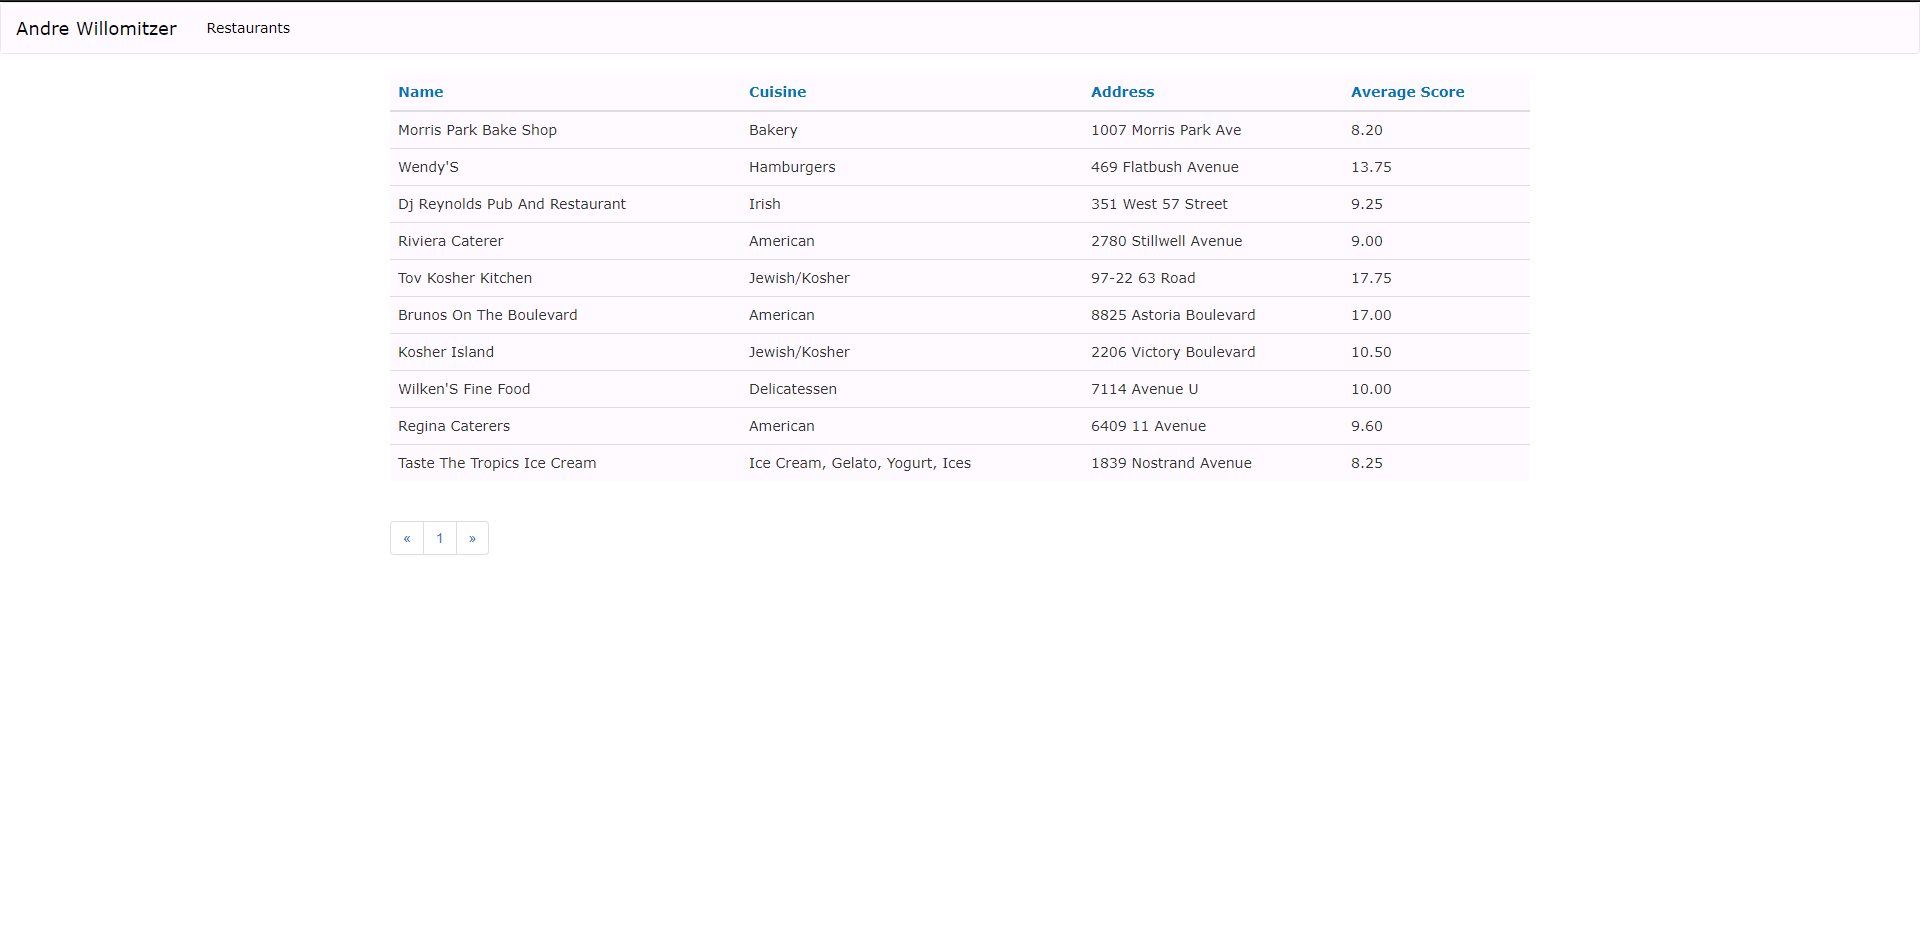 Andre Willomitzer Restaurants
Name Cuisine Address Average Score
Morris Park Bake Shop Bakery 1007 Morris Park Ave 8.20
Wendy'S Hamburgers 469 Flatbush Avenue 13.75
Dj Reynolds Pub And Restaurant Irish 351 West 57 Street 9.25
Riviera Caterer American 2780 Stillwell Avenue 9.00
Tov Kosher Kitchen Jewish/Kosher 97-22 63 Road 17.75
Brunos On The Boulevard American 8825 Astoria Boulevard 17.00
Kosher Island Jewish/Kosher 2206 Victory Boulevard 10.50
Wilken'S Fine Food Delicatessen 7114 Avenue U 10.00
Regina Caterers American 6409 11 Avenue 9.60
Taste The Tropics Ice Cream Ice Cream, Gelato, Yogurt, Ices 1839 Nostrand Avenue 8.25
« 1 »